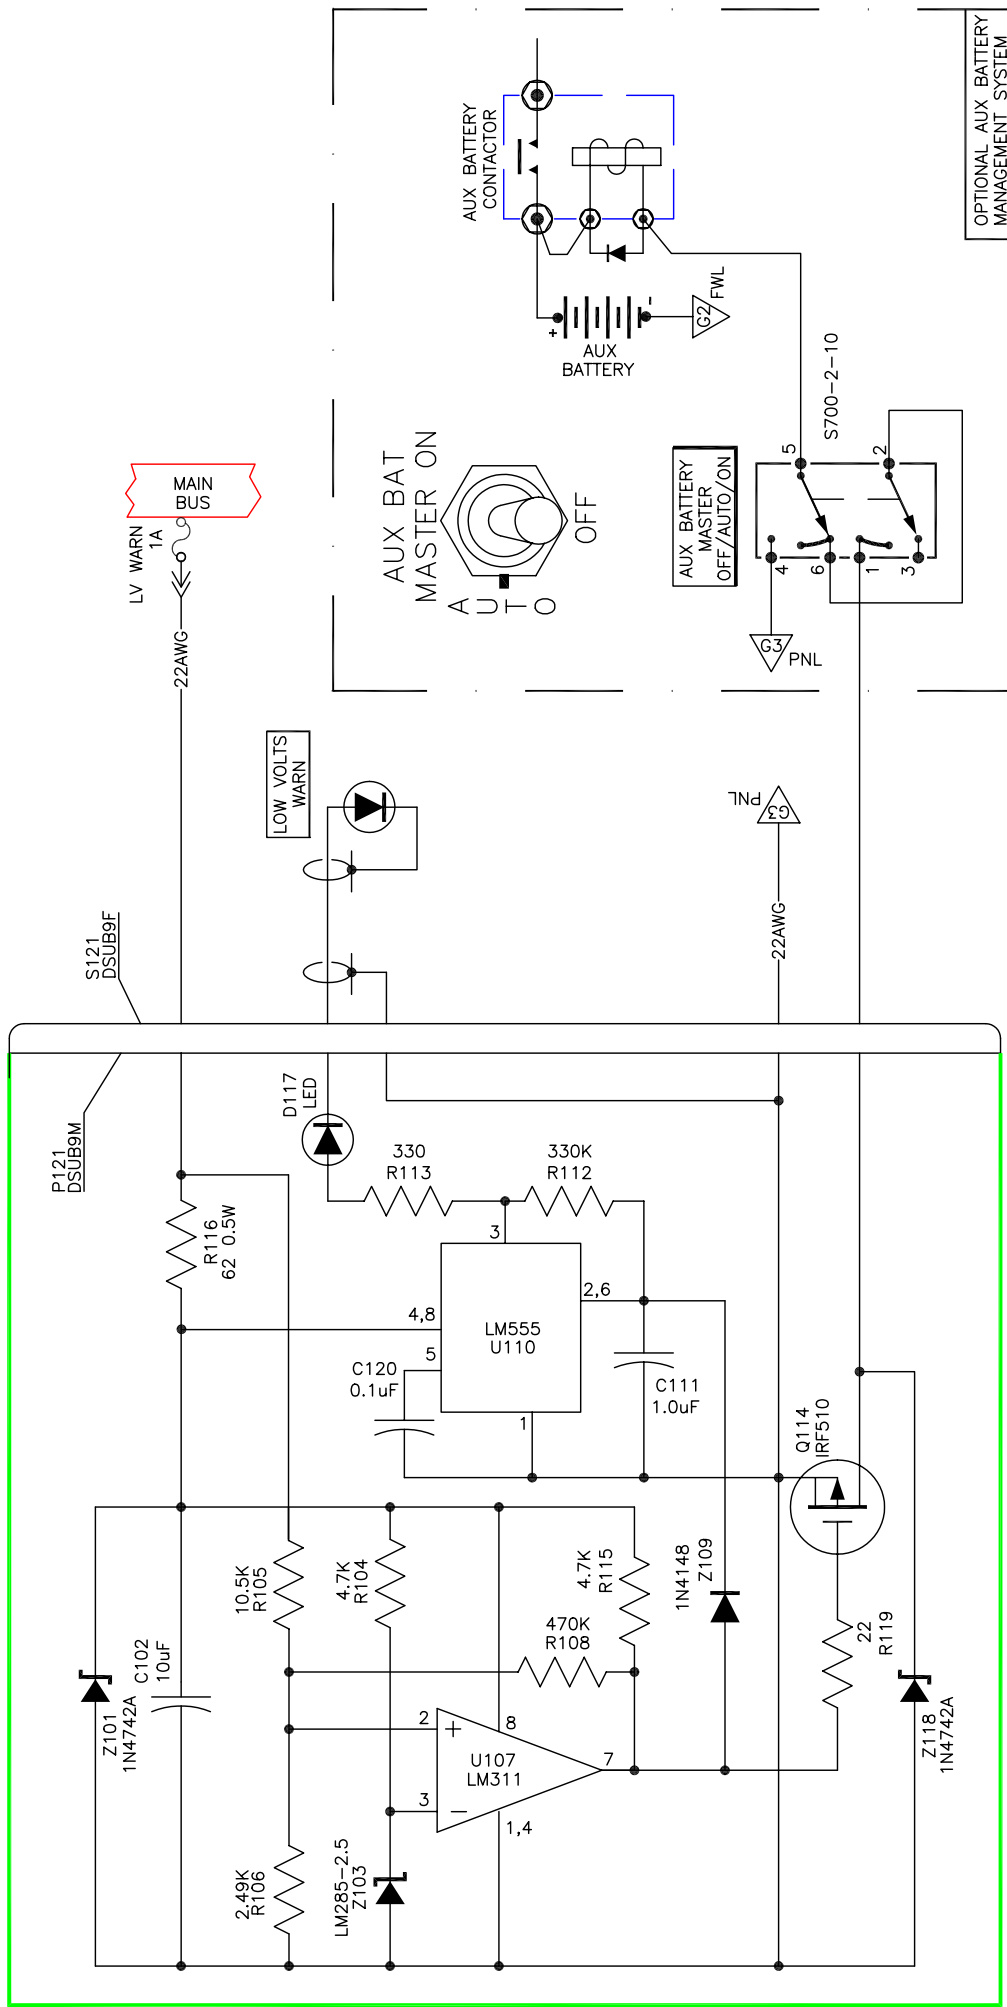 OPTIONAL AUX BATTERY
MANAGEMENT SYSTEM
AUX BATTERY
CONTACTOR
+
-
AUX
BATTERY
G2
FWL
MAIN
BUS
LV WARN
1A
22AWG
AUX BAT
MASTER ON
AUTO
OFF
AUX BATTERY
MASTER
OFF/AUTO/ON
S700-2-10
5
2
4
6
1
3
G3
PNL
LOW VOLTS
WARN
G3
PNL
22AWG
S121
DSUB9F
P121
DSUB9M
D117
LED
330
R113
330K
R112
R116
62 0.5W
3
4,8
5
2,6
1
LM555
U110
C120
0.1uF
C111
1.0uF
Q114
IRF510
10.5K
R105
4.7K
R104
4.7K
R115
470K
R108
1N4148
Z109
22
R119
C102
10uF
Z101
1N4742A
Z118
1N4742A
2
+
8
U107
LM311
7
3
-
1,4
2.49K
R106
LM285-2.5
Z103